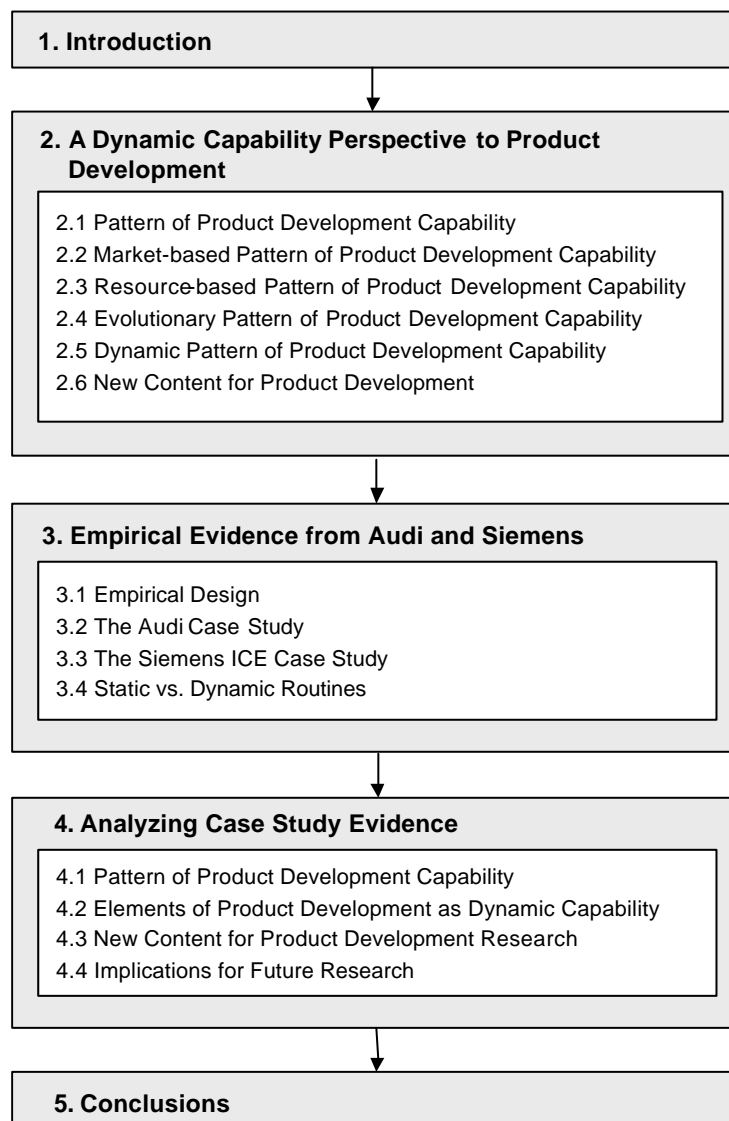 1. Introduction
2. A Dynamic Capability Perspective to Product
Development
2.1 Pattern of Product Development Capability
2.2 Market-based Pattern of Product Development Capability
2.3 Resource-based Pattern of Product Development Capability
2.4 Evolutionary Pattern of Product Development Capability
2.5 Dynamic Pattern of Product Development Capability
2.6 New Content for Product Development
3. Empirical Evidence from Audi and Siemens
3.1 Empirical Design
3.2 The Audi Case Study
3.3 The Siemens ICE Case Study
3.4 Static vs. Dynamic Routines
4. Analyzing Case Study Evidence
4.1 Pattern of Product Development Capability
4.2 Elements of Product Development as Dynamic Capability
4.3 New Content for Product Development Research
4.4 Implications for Future Research
5. Conclusions